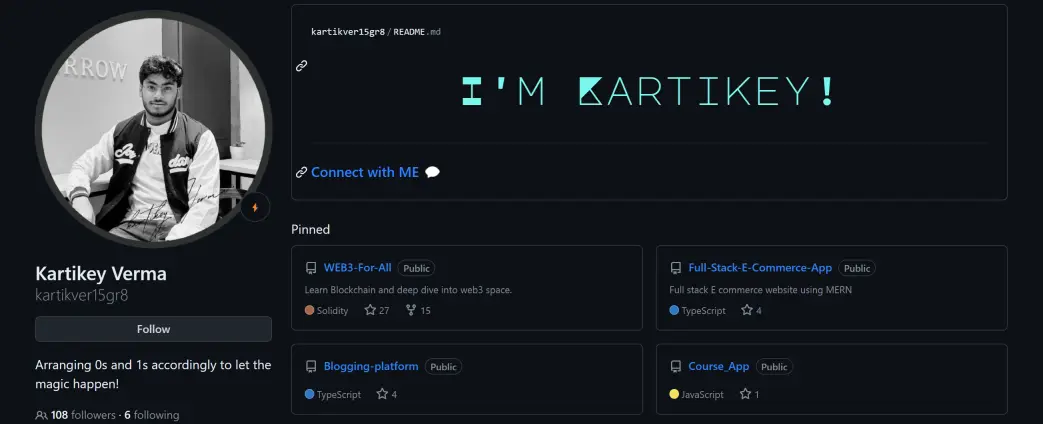 RROW
Kartikey Verma
kartikver15gr8
Follow
Arranging 0s and 1s accordingly to let the
magic happen!
108 followers · 6 following
kartikver15gr8 / README.md
I'M KARTIKEY!
Connect with ME
Pinned
WEB3-For-All Public
Learn Blockchain and deep dive into web3 space.
Solidity 27 15
Full-Stack-E-Commerce-App Public
Full stack E commerce website using MERN
TypeScript 4
Blogging-platform Public
TypeScript 4
Course_App Public
JavaScript 1